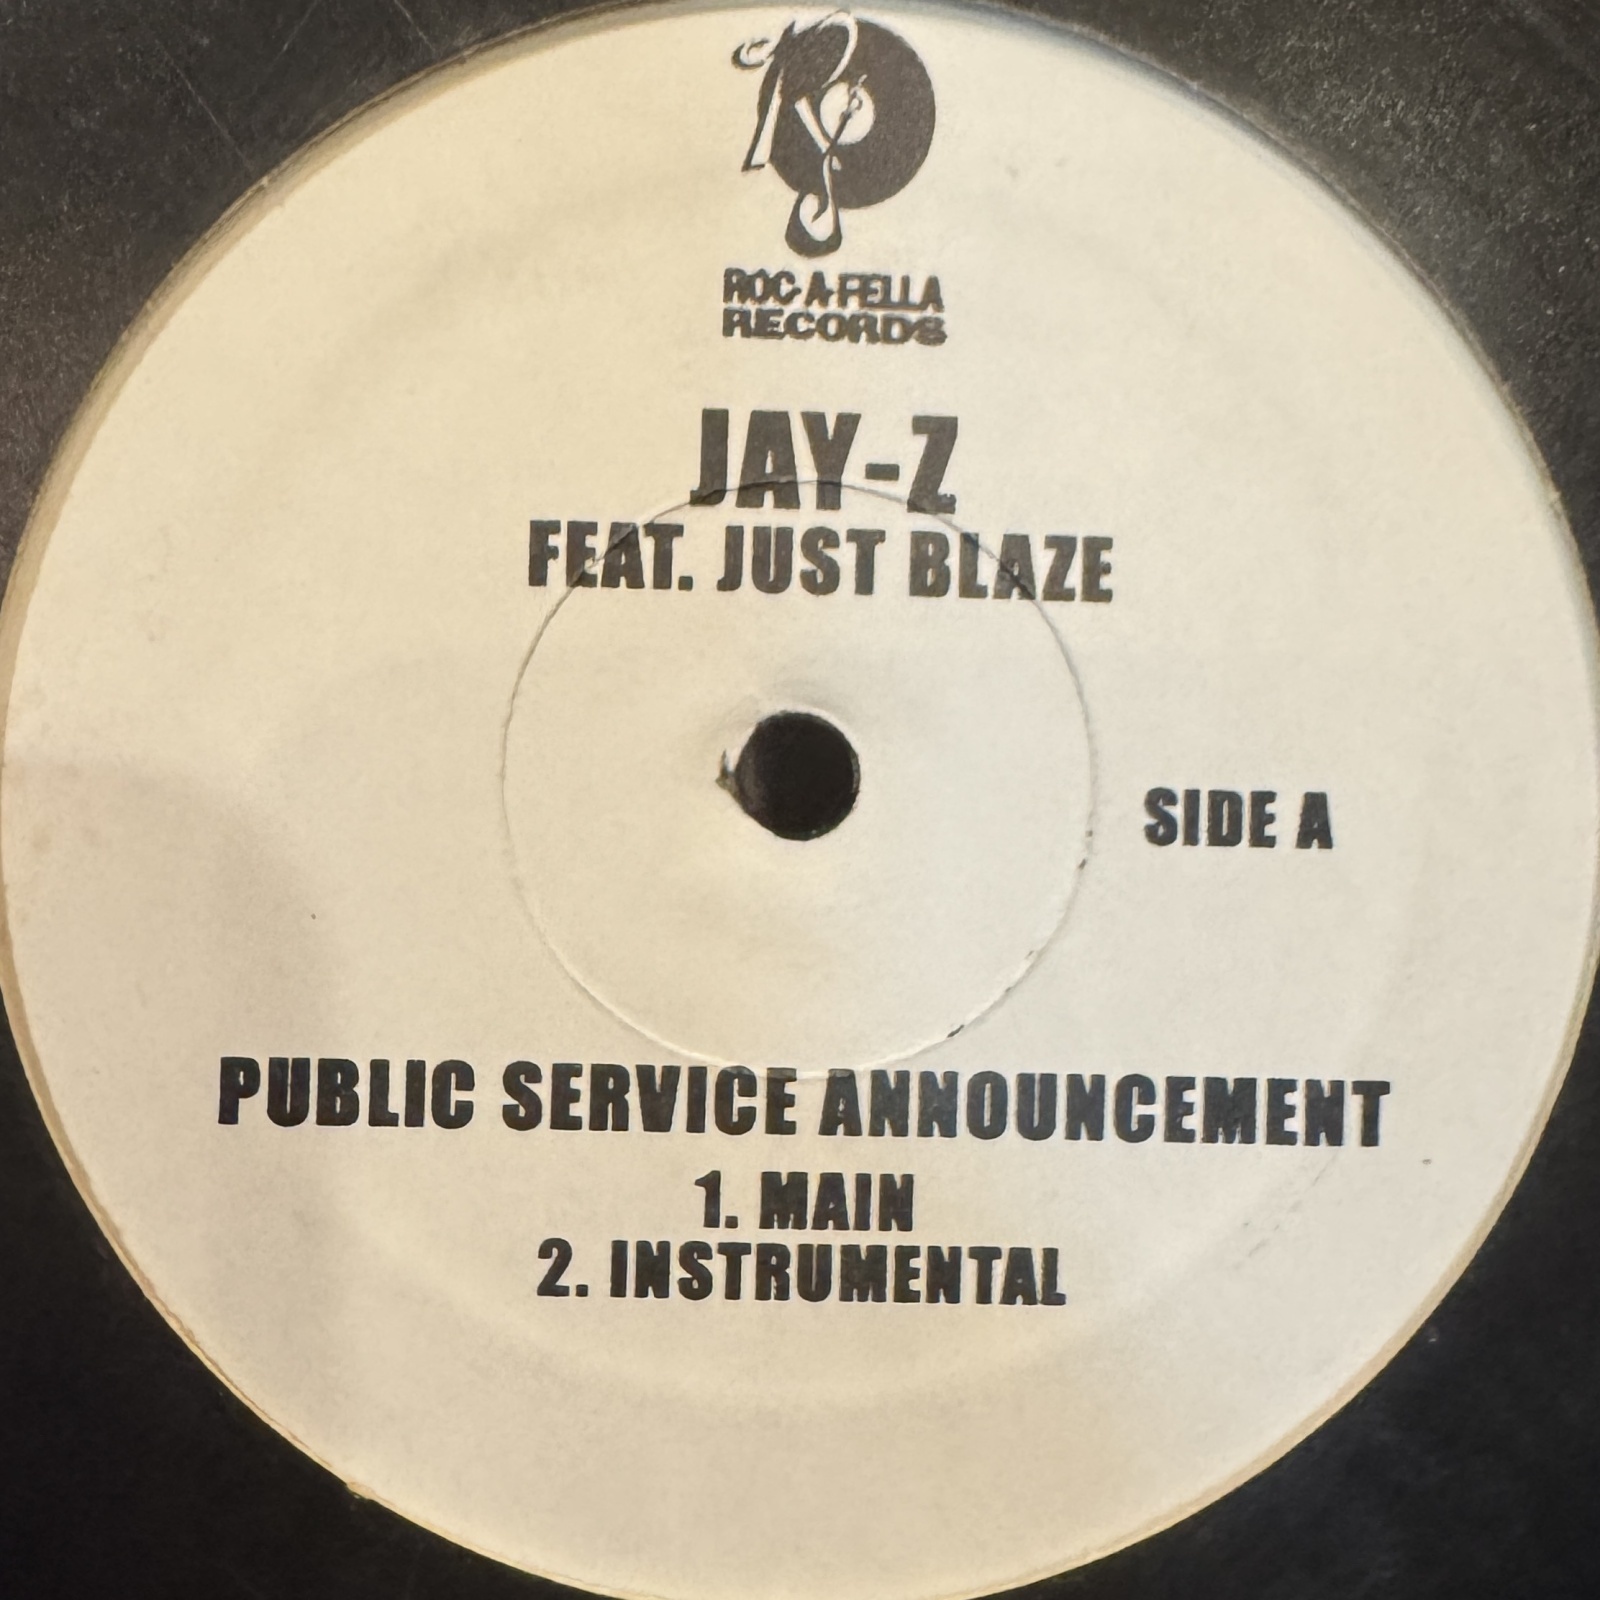 ROC-A-FELLA
RECORDS
JAY-Z
FEAT. JUST BLAZE
SIDE A
PUBLIC SERVICE ANNOUNCEMENT
1. MAIN
2. INSTRUMENTAL